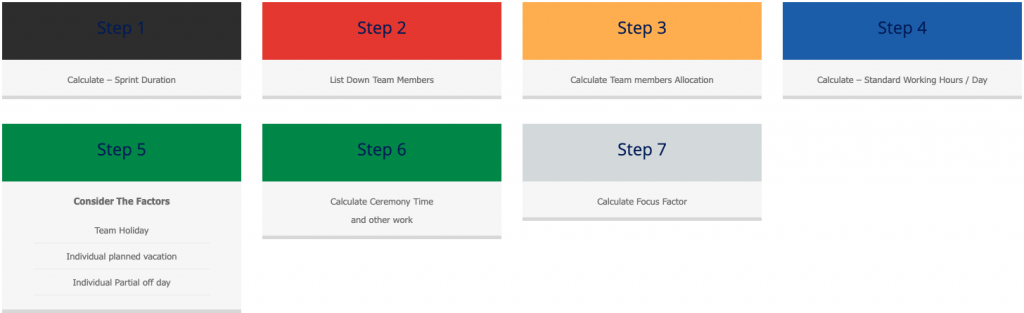 Step 1
Calculate – Sprint Duration
Step 2
List Down Team Members
Step 3
Calculate Team members Allocation
Step 4
Calculate – Standard Working Hours / Day
Step 5
Consider The Factors
Team Holiday
Individual planned vacation
Individual Partial off day
Step 6
Calculate Ceremony Time
and other work
Step 7
Calculate Focus Factor